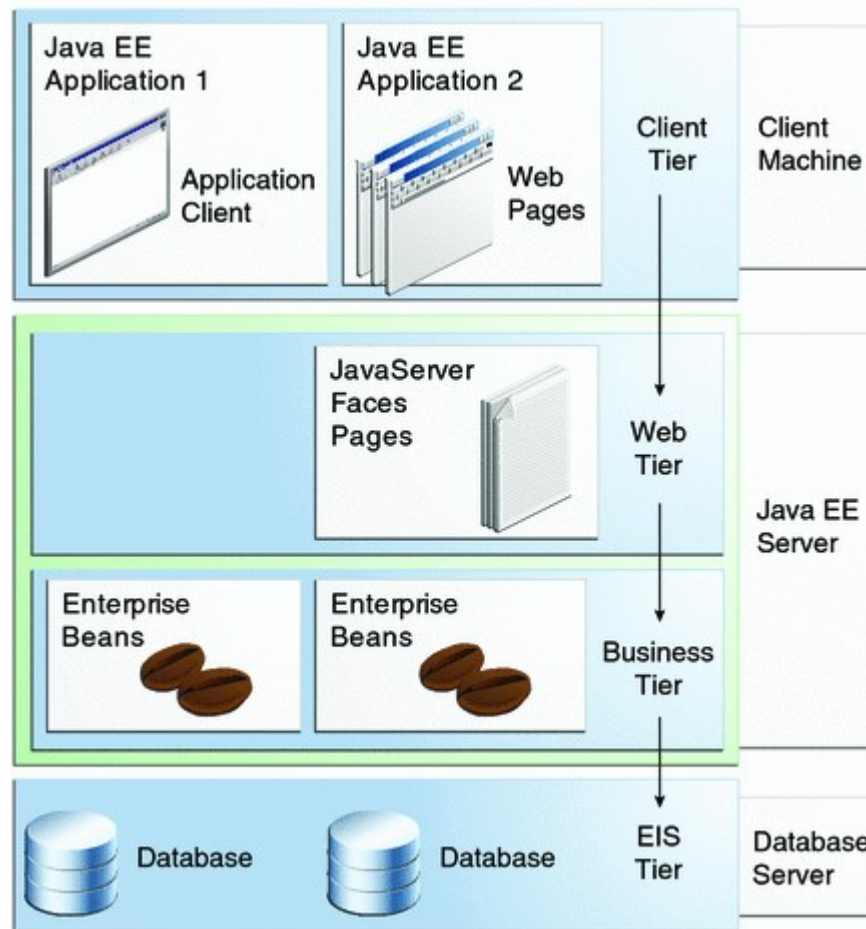 Java EE
Application 1
Application
Client
Java EE
Application 2
Web
Pages
Client
Tier
Client
Machine
JavaServer
Faces
Pages
Web
Tier
Java EE
Server
Enterprise
Beans
Enterprise
Beans
Business
Tier
Database
Database
EIS
Tier
Database
Server